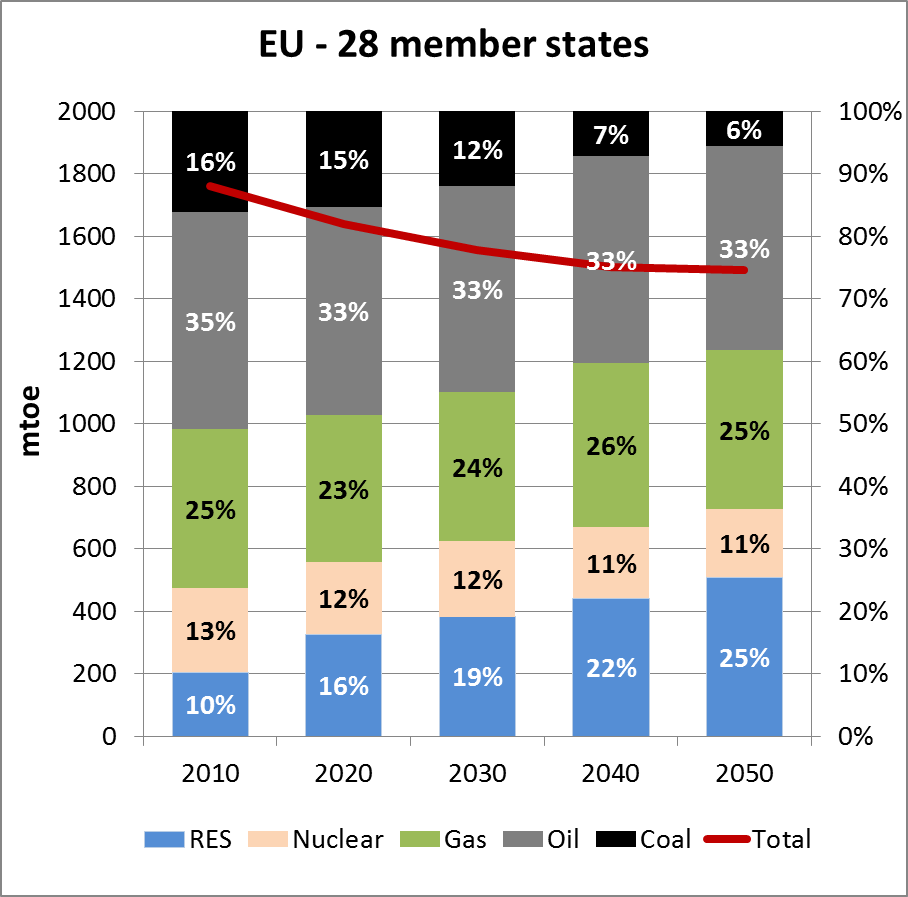 EU - 28 member states
2000 100%
16% 15% 12% 7% 6%
1800 90%
1600 80%
35% 33% 33% 33% 33%
1400 70%
1200 60%
mtoe
1000 50%
25% 23% 24% 26% 25%
800 40%
600 30%
13% 12% 12% 11% 11%
400 20%
10% 16% 19% 22% 25%
200 10%
0 0%
2010 2020 2030 2040 2050
RES Nuclear Gas Oil Coal Total